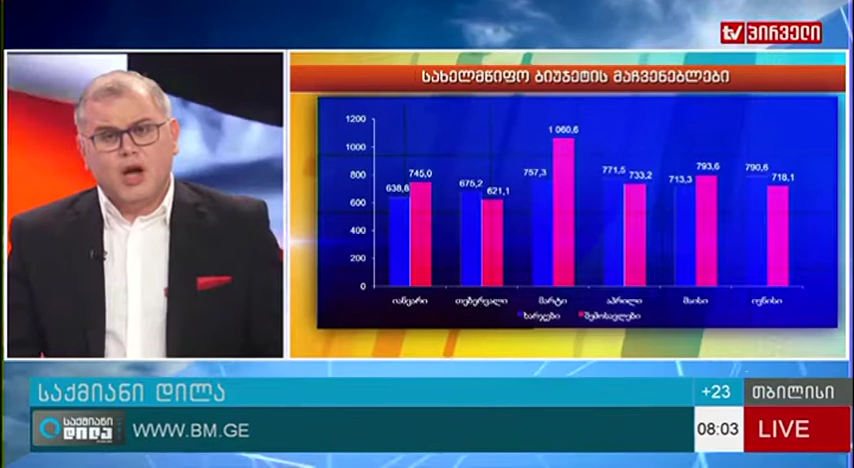 tv პირველი
სახელმწიფო ბიუჯეტის მაჩვენებლები
1200
1000
800
600
400
200
0
638,8
745,0
675,2
621,1
757,3
1 060,6
771,5
733,2
713,3
793,6
790,6
718,1
იანვარი
თებერვალი
მარტი
აპრილი
მაისი
ივნისი
ხარჯები
შემოსავლები
საქმიანი დილა
+23
თბილისი
საქმიანი
დილა
WWW.BM.GE
08:03
LIVE